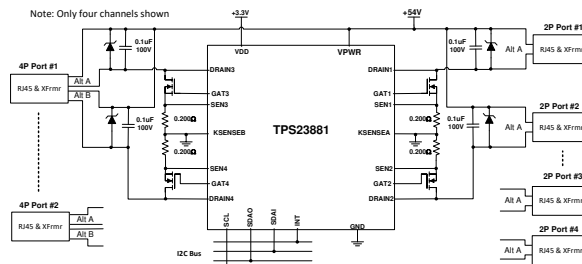 Note: Only four channels shown
+3.3V
+54V
VDD
VPWR
4P Port #1
RJ45 & XFrmr
Alt A
Alt B
0.1uF
100V
0.1uF
100V
DRAIN3
GAT3
SEN3
0.200Ω
KSENSEB
0.200Ω
SEN4
GAT4
DRAIN4
TPS23881
DRAIN1
GAT1
SEN1
0.200Ω
KSENSEA
0.200Ω
SEN2
GAT2
DRAIN2
0.1uF
100V
0.1uF
100V
2P Port #1
Alt A
RJ45 & XFrmr
2P Port #2
Alt A
RJ45 & XFrmr
2P Port #3
Alt A
RJ45 & XFrmr
2P Port #4
Alt A
RJ45 & XFrmr
4P Port #2
RJ45 & XFrmr
Alt A
Alt B
SCL
SDAO
SDAI
INT
GND
I2C Bus